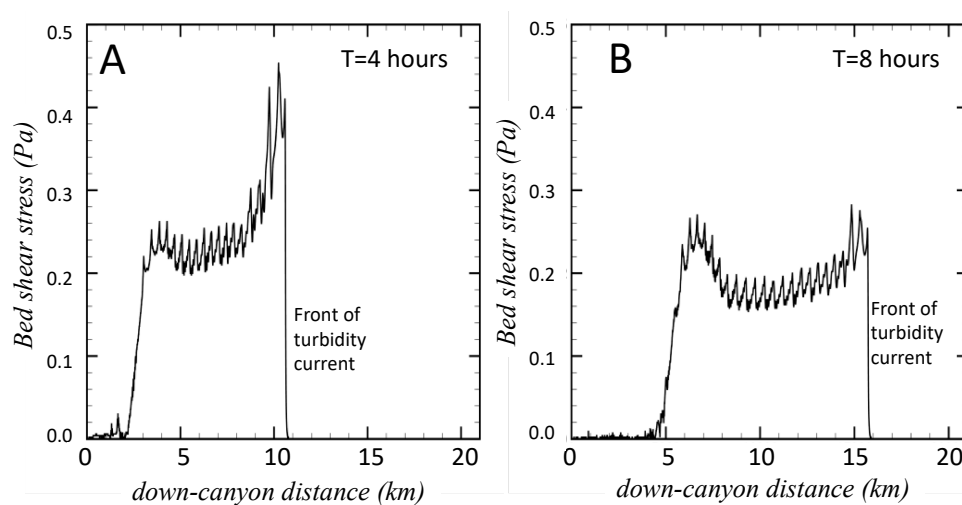 A
T=4 hours
Bed shear stress (Pa)
0.5
0.4
0.3
0.2
0.1
0.0
Front of
turbidity
current
0 5 10 15 20
down-canyon distance (km)
B
T=8 hours
Bed shear stress (Pa)
0.5
0.4
0.3
0.2
0.1
0.0
Front of
turbidity
current
0 5 10 15 20
down-canyon distance (km)